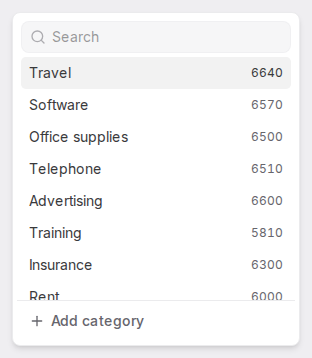 Search
Travel 6640
Software 6570
Office supplies 6500
Telephone 6510
Advertising 6600
Training 5810
Insurance 6300
Rent 6000
Add category